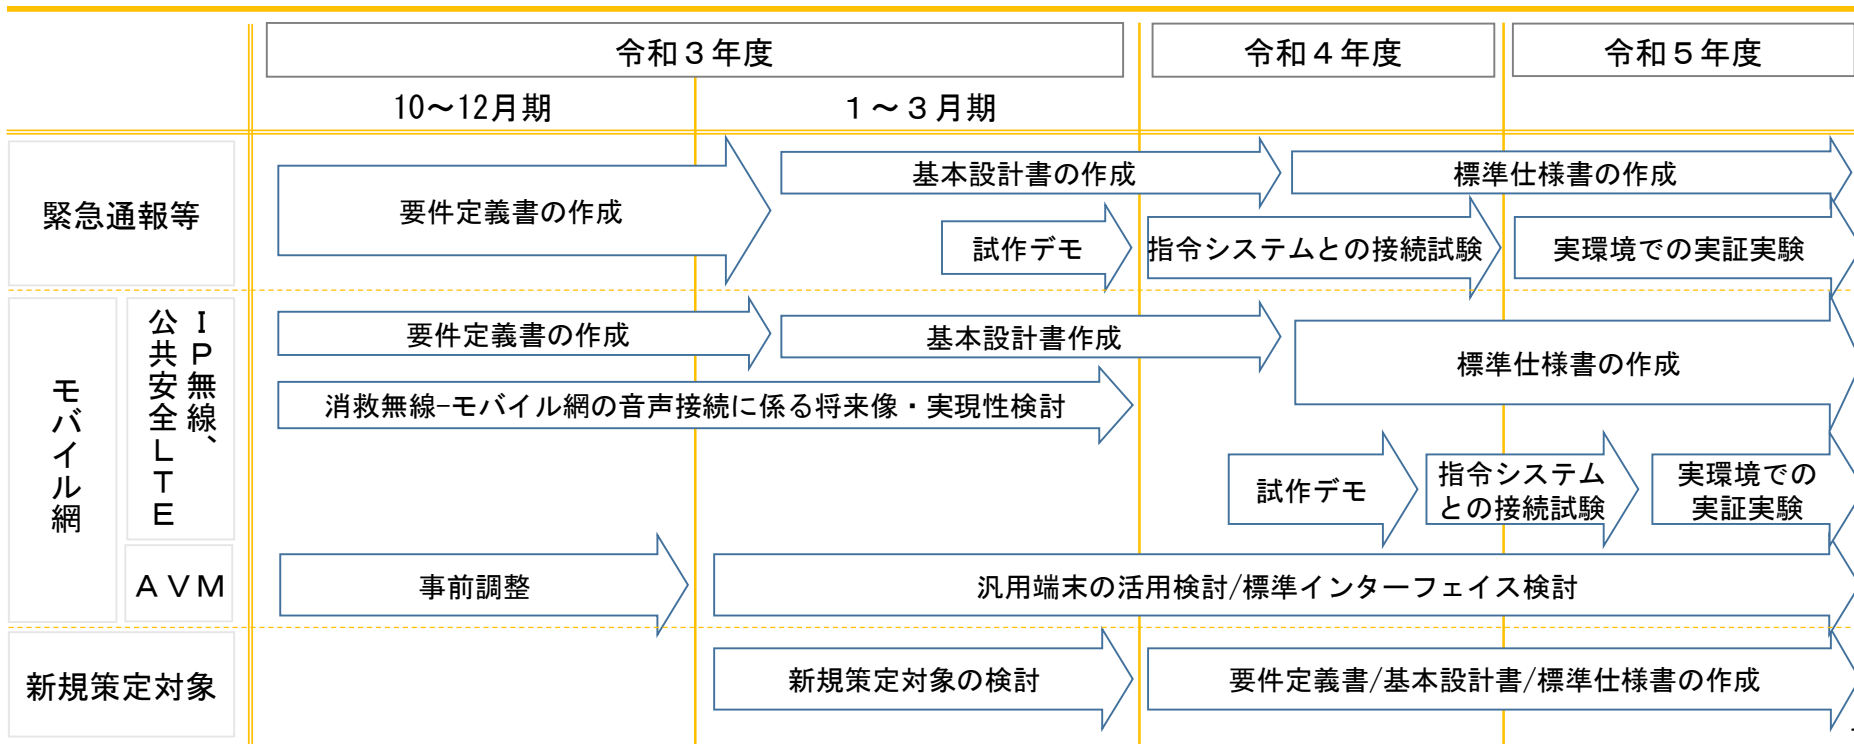 令和３年度
令和４年度
令和５年度
10～12月期
１～３月期
緊急通報等
要件定義書の作成
基本設計書の作成
標準仕様書の作成
試作デモ
指令システムとの接続試験
実環境での実証実験
モバイル網
ＩＰ無線、
公共安全ＬＴＥ
要件定義書の作成
基本設計書作成
標準仕様書の作成
消救無線−モバイル網の音声接続に係る将来像・実現性検討
試作デモ
指令システム
との接続試験
実環境での
実証実験
ＡＶＭ
事前調整
汎用端末の活用検討/標準インターフェイス検討
新規策定対象
新規策定対象の検討
要件定義書/基本設計書/標準仕様書の作成